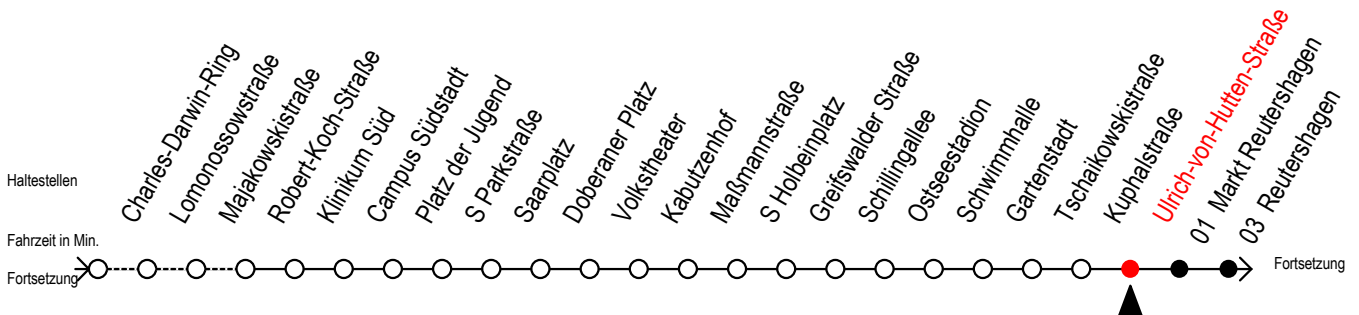 Haltestellen
Charles-Darwin-Ring
Lomonossowstraße
Majakowskistraße
Robert-Koch-Straße
Klinikum Süd
Campus Südstadt
Platz der Jugend
S Parkstraße
Saarplatz
Doberaner Platz
Volkstheater
Kabutzenhof
Maßmannstraße
S Holbeinplatz
Greifswalder Straße
Schillingallee
Ostseestadion
Schwimmhalle
Gartenstadt
Tschaikowskistraße
Kuphalstraße
Ulrich-von-Hutten-Straße
01 Markt Reutershagen
03 Reutershagen
Fahrzeit in Min.
Fortsetzung
Fortsetzung